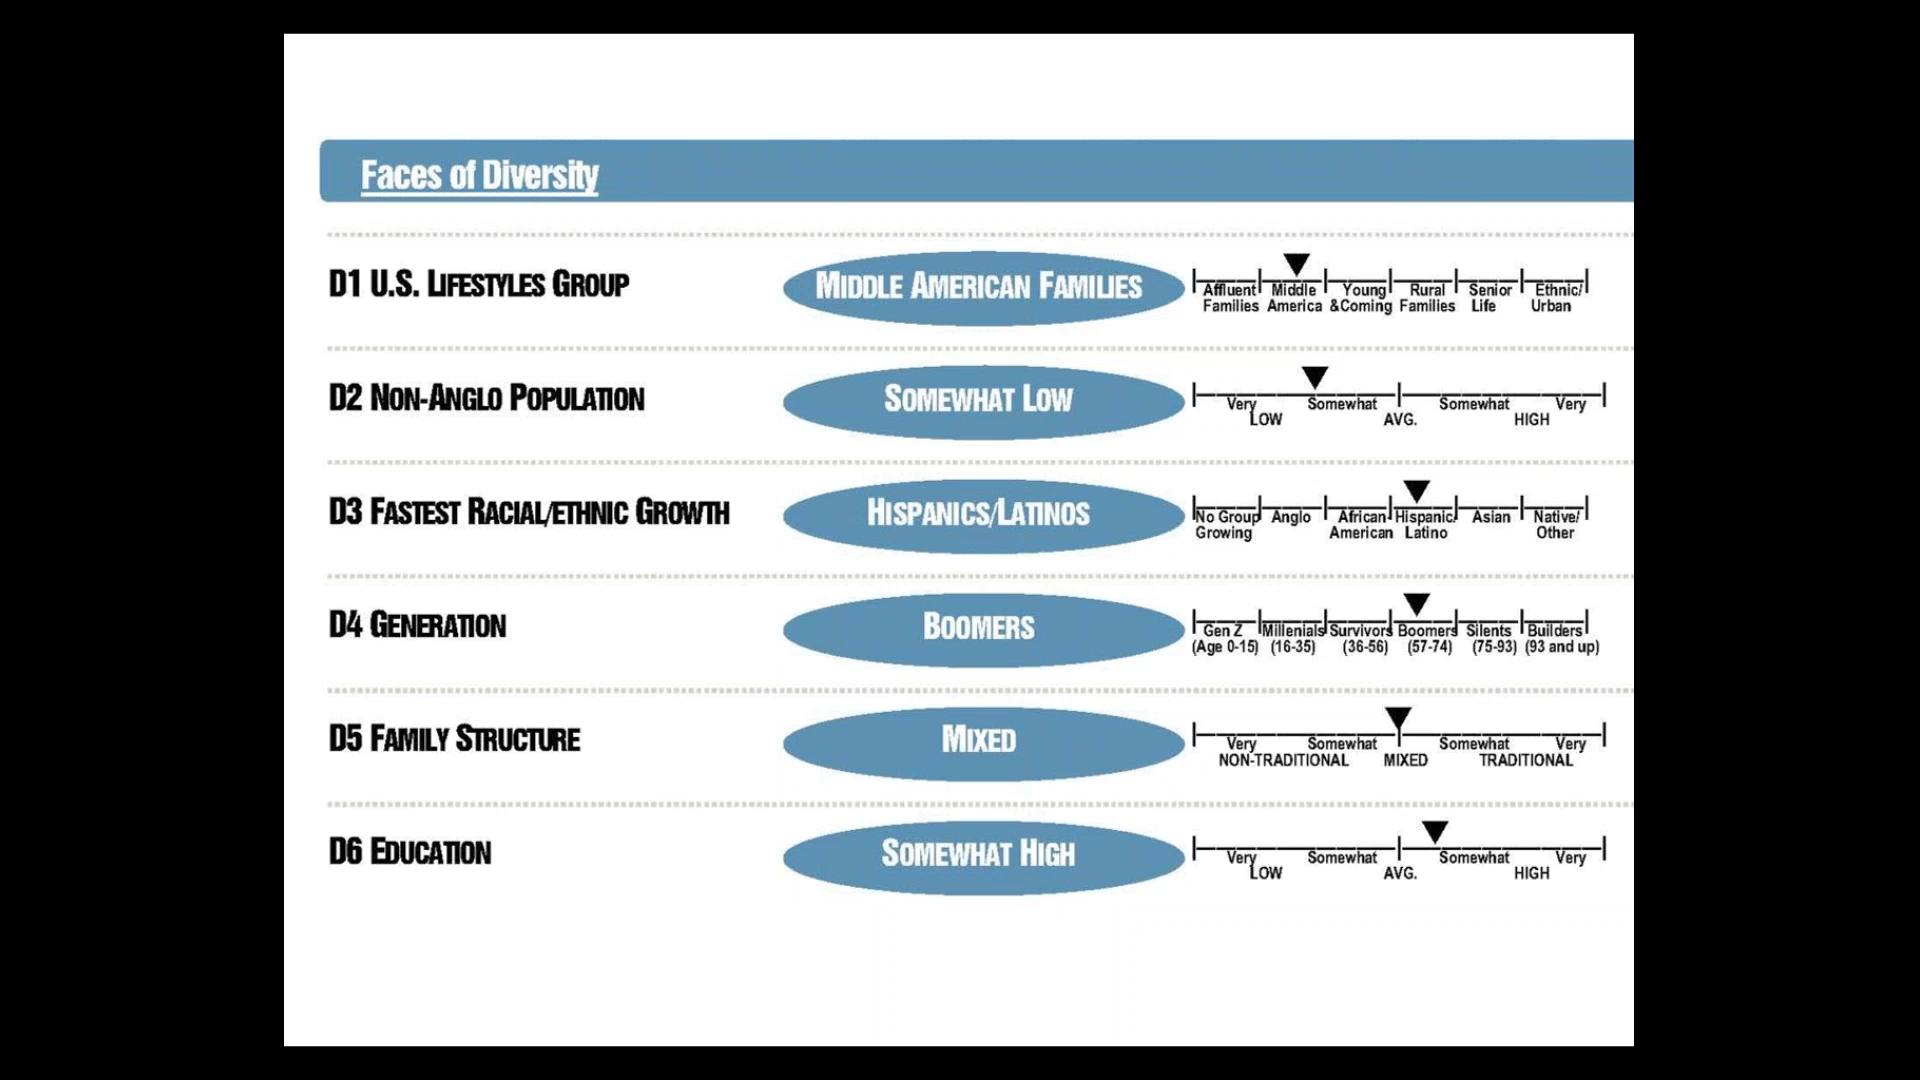 Faces of Diversity
D1 U.S. LIFESTYLES GROUP
MIDDLE AMERICAN FAMILIES
Affluent Middle Young Rural Senior Ethnic/
Families America &Coming Families Life Urban
D2 NON-ANGLO POPULATION
SOMEWHAT LOW
Very Somewhat Somewhat Very
LOW AVG. HIGH
D3 FASTEST RACIAL/ETHNIC GROWTH
HISPANICS/LATINOS
No Group Anglo African Hispanic Asian Native/
Growing American Latino Other
D4 GENERATION
BOOMERS
Gen Z Millenials Survivors Boomers Silents Builders
(Age 0-15) (16-35) (36-56) (57-74) (75-93) (93 and up)
D5 FAMILY STRUCTURE
MIXED
Very Somewhat Somewhat Very
NON-TRADITIONAL MIXED TRADITIONAL
D6 EDUCATION
SOMEWHAT HIGH
Very Somewhat Somewhat Very
LOW AVG. HIGH